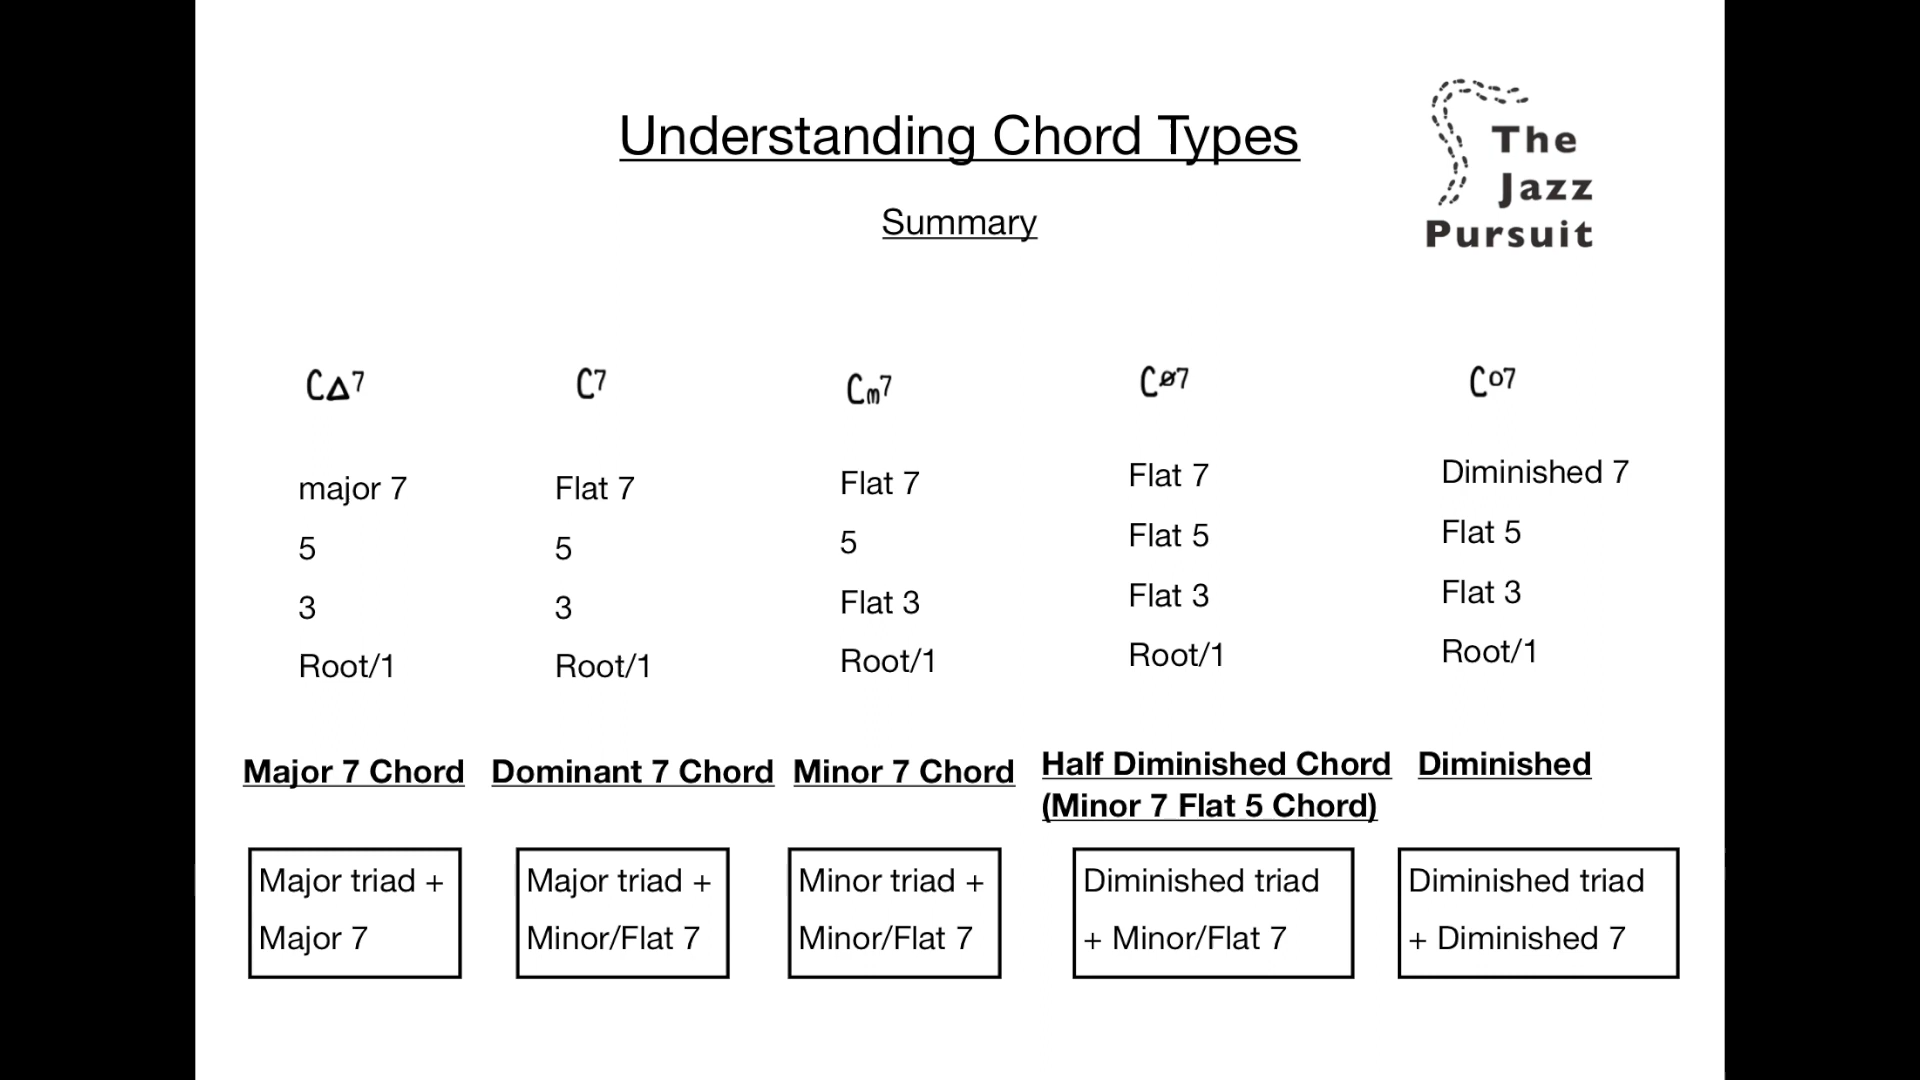 Understanding Chord Types
Summary
The
Jazz
Pursuit
C△7
C7
Cm7
Cø7
Co7
major 7
5
3
Root/1
Flat 7
5
3
Root/1
Flat 7
5
Flat 3
Root/1
Flat 7
Flat 5
Flat 3
Root/1
Diminished 7
Flat 5
Flat 3
Root/1
Major 7 Chord
Dominant 7 Chord
Minor 7 Chord
Half Diminished Chord
(Minor 7 Flat 5 Chord)
Diminished
Major triad +
Major 7
Major triad +
Minor/Flat 7
Minor triad +
Minor/Flat 7
Diminished triad
+ Minor/Flat 7
Diminished triad
+ Diminished 7